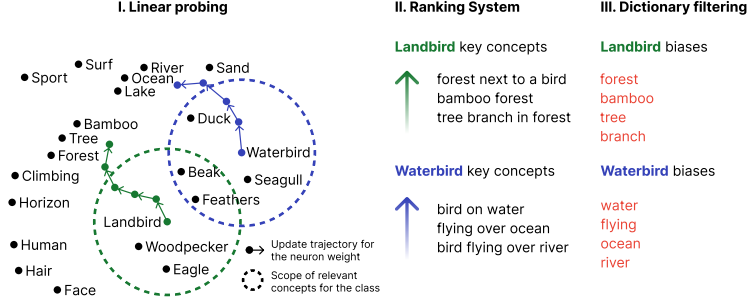 I. Linear probing
Surf
River
Sand
Sport
Ocean
Lake
Duck
Bamboo
Tree
Forest
Waterbird
Climbing
Beak
Seagull
Horizon
Feathers
Landbird
Human
Woodpecker
Hair
Eagle
Face
Update trajectory for
the neuron weight
Scope of relevant
concepts for the class
II. Ranking System
Landbird key concepts
forest next to a bird
bamboo forest
tree branch in forest
Waterbird key concepts
bird on water
flying over ocean
bird flying over river
III. Dictionary filtering
Landbird biases
forest
bamboo
tree
branch
Waterbird biases
water
flying
ocean
river